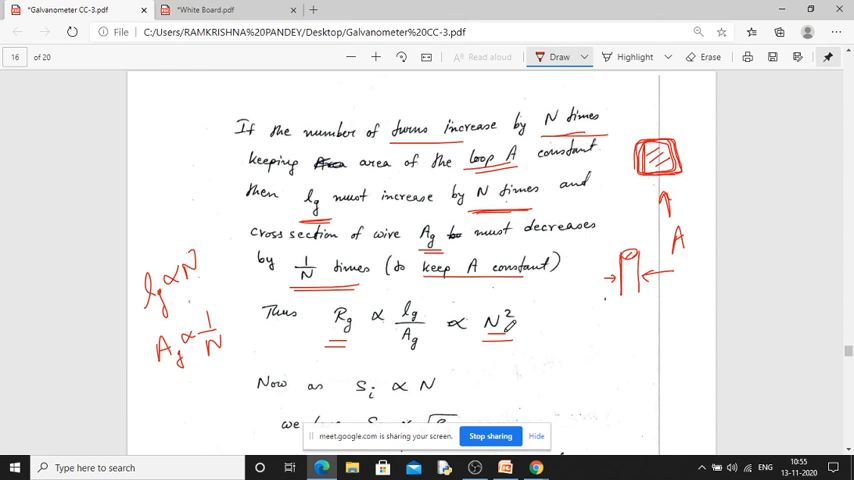 *Galvanometer CC-3.pdf
*White Board.pdf
File
C:/Users/RAMKRISHNA%20PANDEY/Desktop/Galvanometer%20CC-3.pdf
16 of 20
Read aloud
Draw
Highlight
Erase
If the number of turns increase by N times
keeping area of the loop A constant
then lg must increase by N times and
cross section of wire Ag must decreases
by 1/N times (to keep A constant)
Thus Rg ∝ lg/Ag ∝ N²
Now as Si ∝ N
we
A
lg ∝ N
Ag ∝ 1/N
meet.google.com is sharing your screen.
Stop sharing
Hide
Type here to search
ENG
10:55
13-11-2020